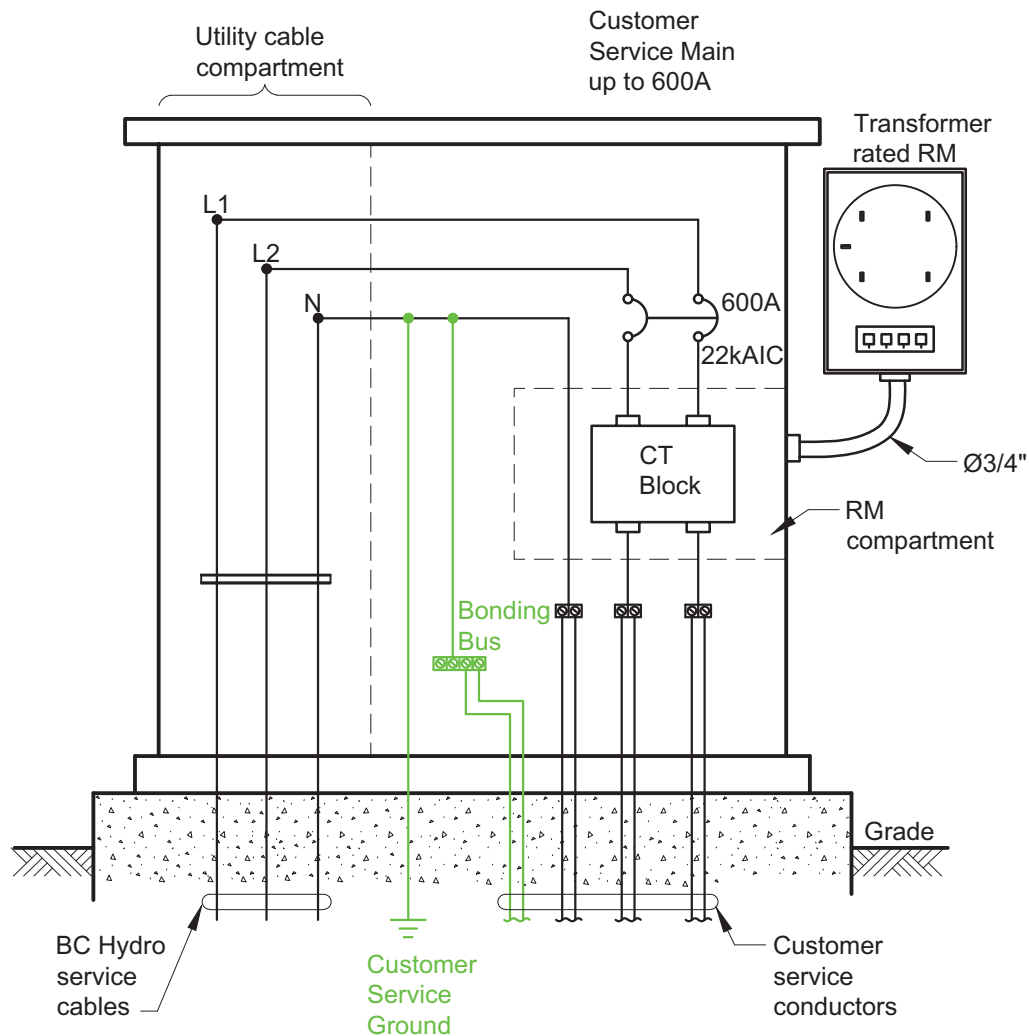 Utility cable
compartment
Customer
Service Main
up to 600A
Transformer
rated RM
L1
L2
N
600A
22kAIC
CT
Block
Ø3/4"
RM
compartment
Bonding
Bus
Grade
BC Hydro
service
cables
Customer
Service
Ground
Customer
service
conductors